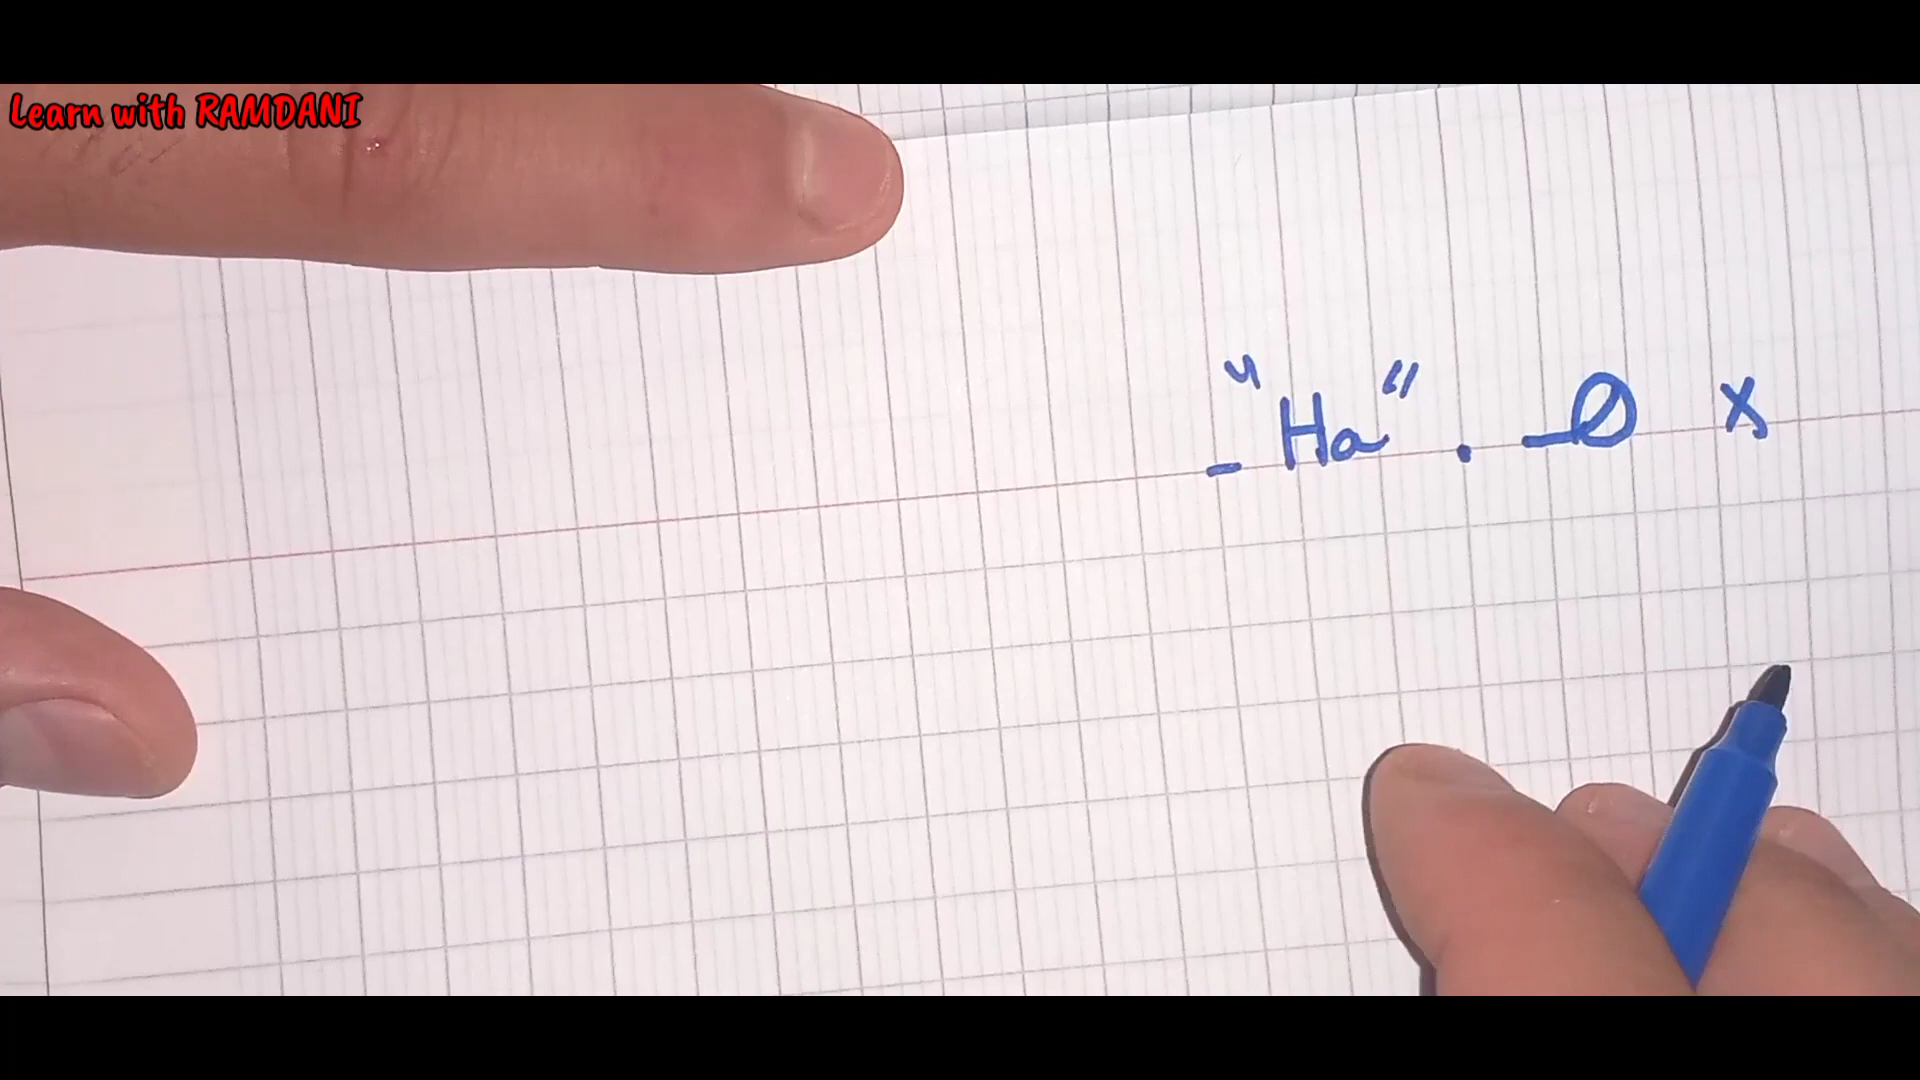 Learn with RAMDANI
- "Ha" .